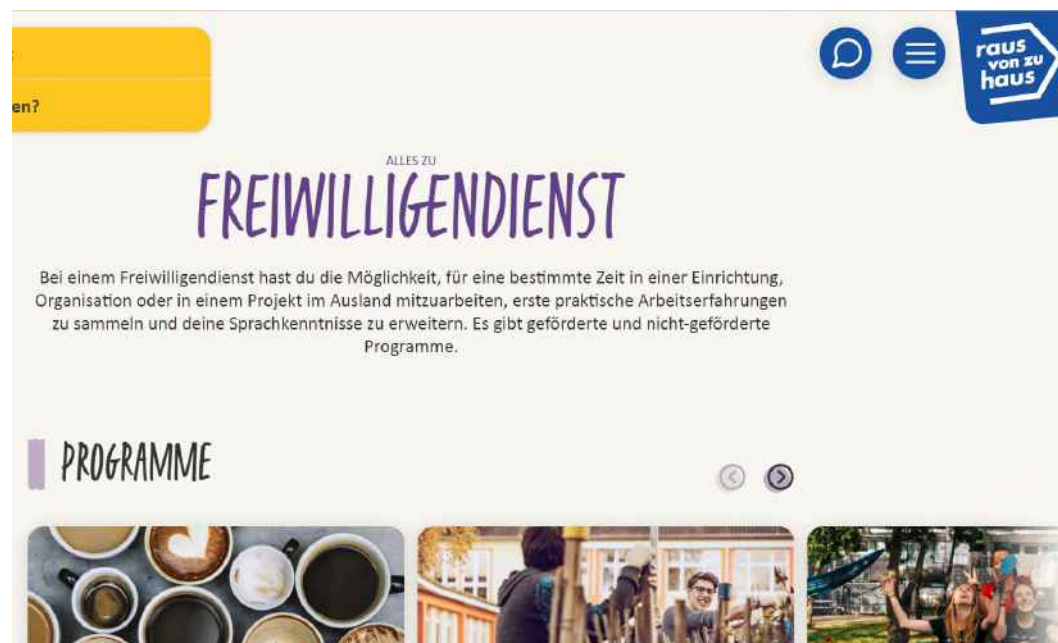 en?
raus
von zu
haus
ALLES ZU
FREIWILLIGENDIENST
Bei einem Freiwilligendienst hast du die Möglichkeit, für eine bestimmte Zeit in einer Einrichtung,
Organisation oder in einem Projekt im Ausland mitzuarbeiten, erste praktische Arbeitserfahrungen
zu sammeln und deine Sprachkenntnisse zu erweitern. Es gibt geförderte und nicht-geförderte
Programme.
PROGRAMME